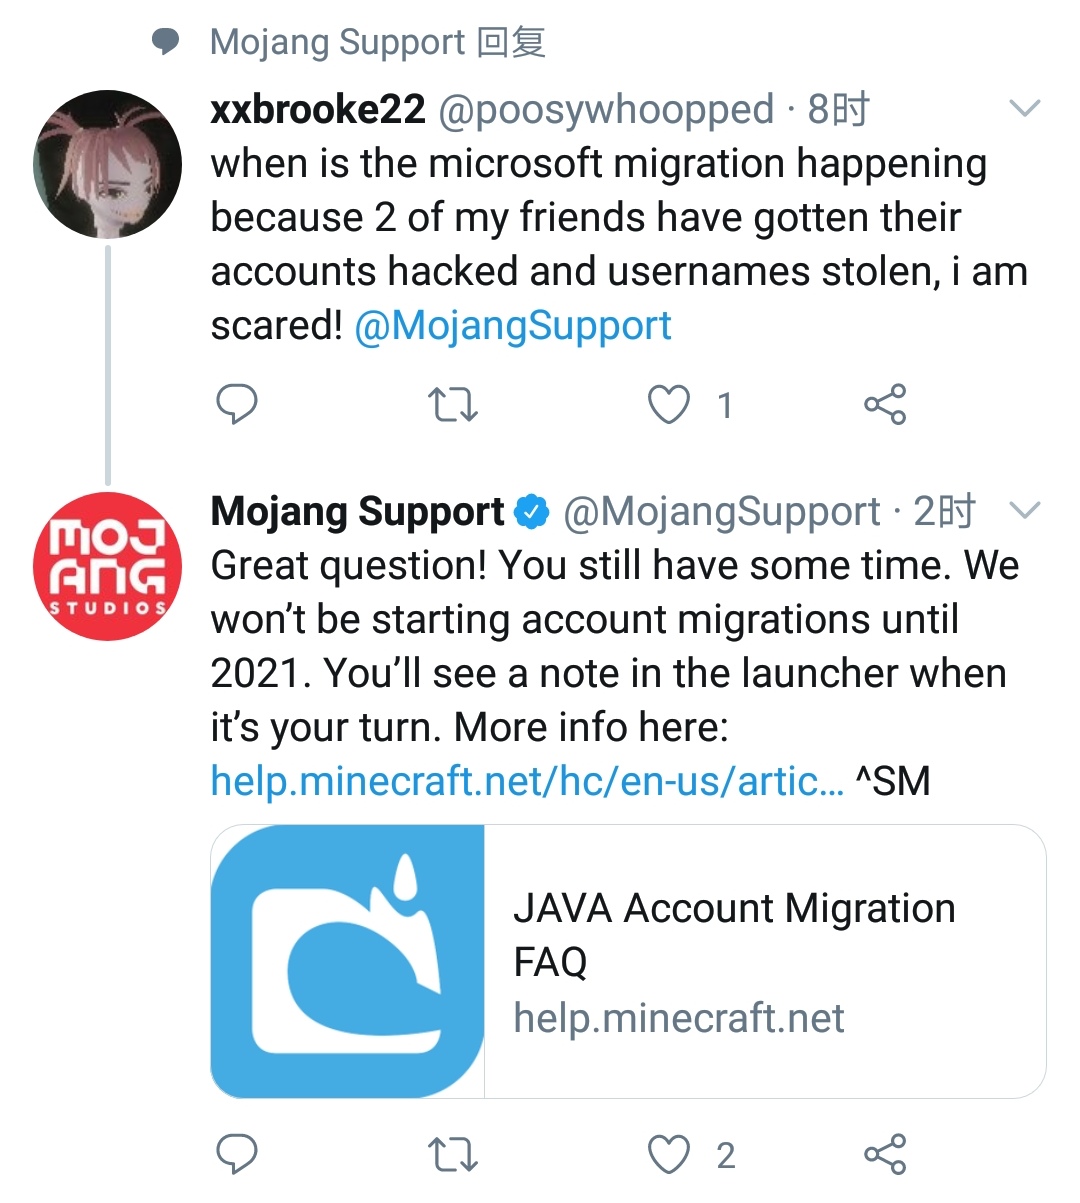 Mojang Support 回复
xxbrooke22 @poosywhoopped · 8时
when is the microsoft migration happening
because 2 of my friends have gotten their
accounts hacked and usernames stolen, i am
scared! @MojangSupport
1
MOJ
ANG
STUDIOS
Mojang Support @MojangSupport · 2时
Great question! You still have some time. We
won’t be starting account migrations until
2021. You’ll see a note in the launcher when
it’s your turn. More info here:
help.minecraft.net/hc/en-us/artic… ^SM
JAVA Account Migration
FAQ
help.minecraft.net
2